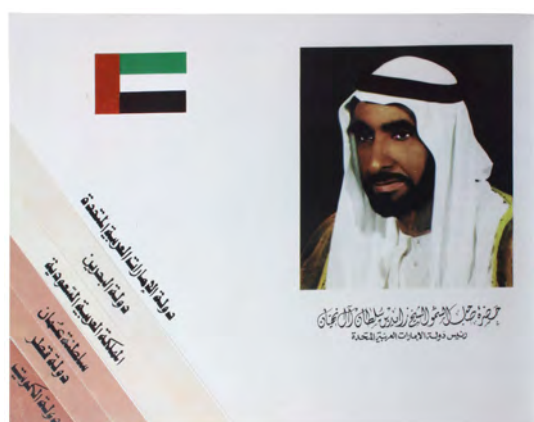 حضرة صاحب السمو الشيخ زايد بن سلطان آل نهيان
رئيس دولة الإمارات العربية المتحدة
دولة الإمارات العربية المتحدة
دولة البحرين
المملكة العربية السعودية
سلطنة عمان
دولة قطر
دولة الكويت